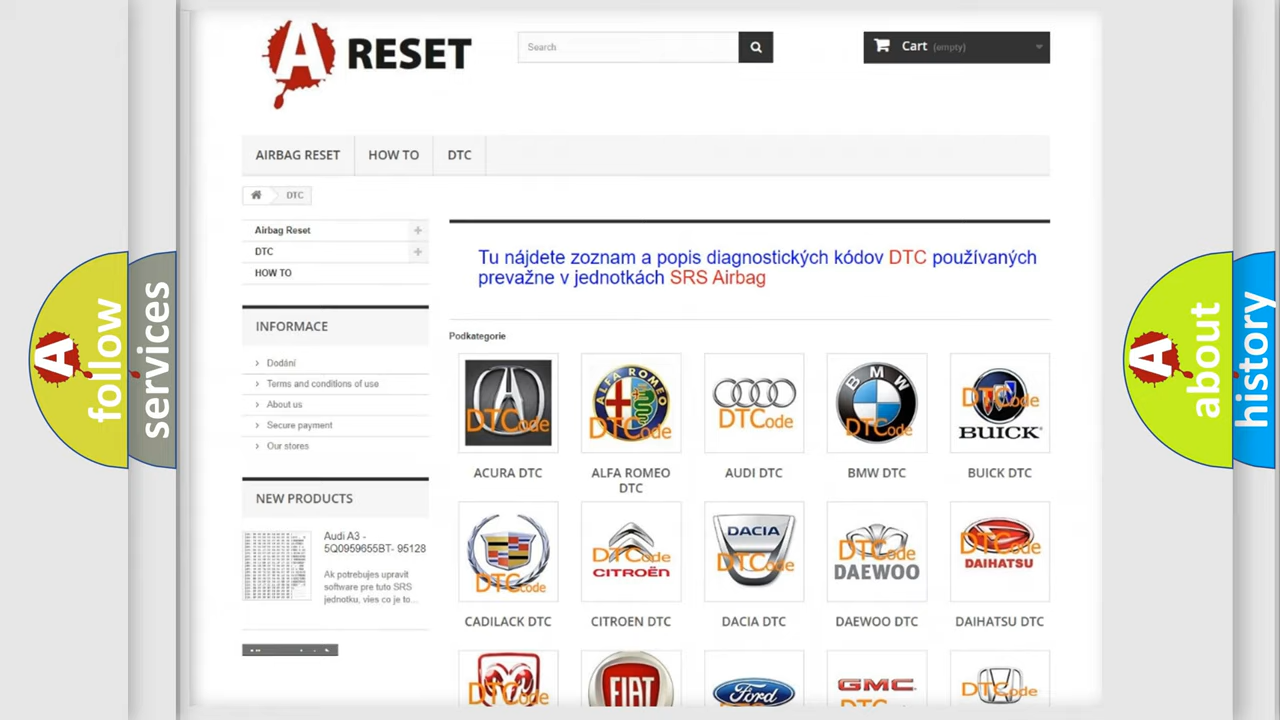 A RESET
Search
Cart (empty)
AIRBAG RESET
HOW TO
DTC
DTC
Airbag Reset
DTC
HOW TO
Tu nájdete zoznam a popis diagnostických kódov DTC používaných
prevažne v jednotkách SRS Airbag
INFORMACE
Dodání
Terms and conditions of use
About us
Secure payment
Our stores
Podkategorie
DTCode
ALFA ROMEO
DTCode
DTCode
BMW
DTCode
DTCode
BUICK
ACURA DTC
ALFA ROMEO
DTC
AUDI DTC
BMW DTC
BUICK DTC
NEW PRODUCTS
Audi A3 -
5Q0959655BT- 95128
Ak potrebujes upravit
software pre tuto SRS
jednotku, vies co je to...
DTCode
DTCode
CITROËN
DACIA
DTCode
DTCode
DAEWOO
DTCode
DAIHATSU
CADILACK DTC
CITROEN DTC
DACIA DTC
DAEWOO DTC
DAIHATSU DTC
DTCode
FIAT
Ford
GMC
DTCode
A follow
services
A about
history